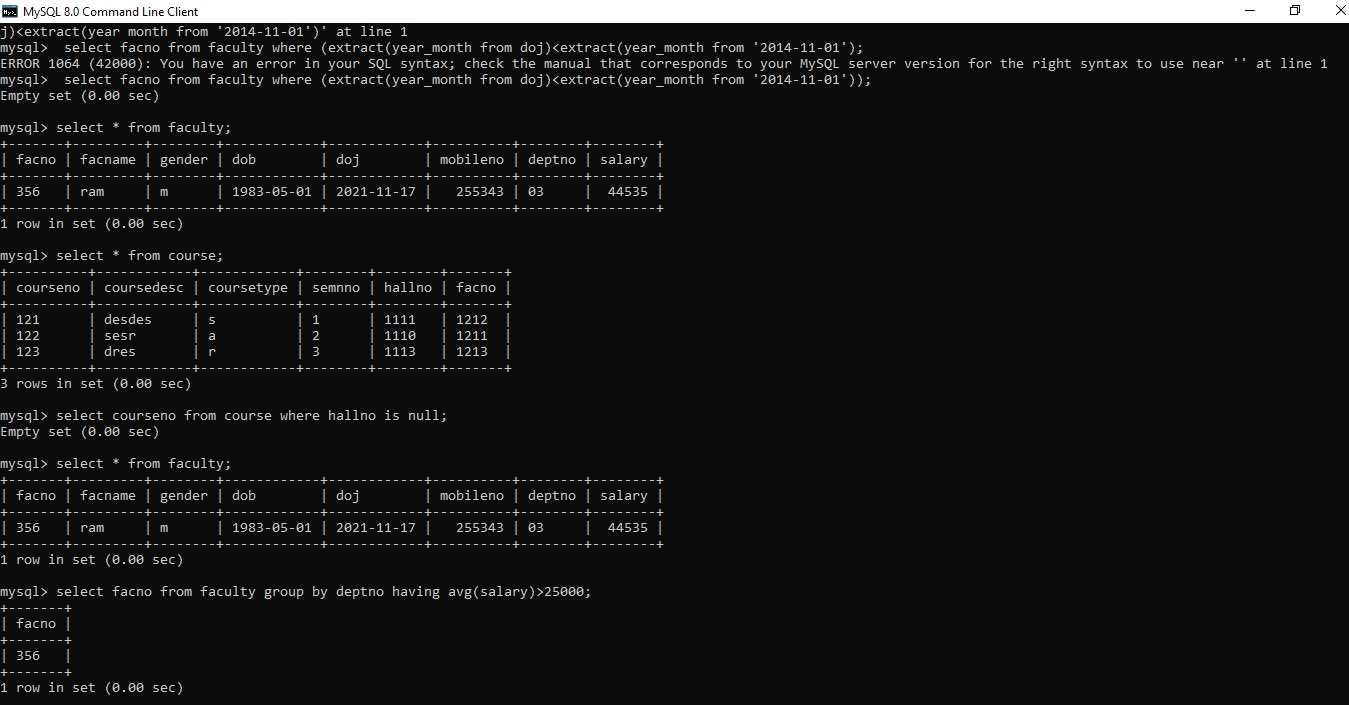 MySQL 8.0 Command Line Client
j)<extract(year month from '2014-11-01')' at line 1
mysql>  select facno from faculty where (extract(year_month from doj)<extract(year_month from '2014-11-01');
ERROR 1064 (42000): You have an error in your SQL syntax; check the manual that corresponds to your MySQL server version for the right syntax to use near '' at line 1
mysql>  select facno from faculty where (extract(year_month from doj)<extract(year_month from '2014-11-01'));
Empty set (0.00 sec)
mysql> select * from faculty;
+-------+---------+--------+------------+------------+----------+--------+--------+
| facno | facname | gender | dob        | doj        | mobileno | deptno | salary |
+-------+---------+--------+------------+------------+----------+--------+--------+
| 356   | ram     | m      | 1983-05-01 | 2021-11-17 |   255343 | 03     |  44535 |
+-------+---------+--------+------------+------------+----------+--------+--------+
1 row in set (0.00 sec)
mysql> select * from course;
+----------+------------+------------+--------+--------+-------+
| courseno | coursedesc | coursetype | semnno | hallno | facno |
+----------+------------+------------+--------+--------+-------+
| 121      | desdes     | s          | 1      | 1111   | 1212  |
| 122      | sesr       | a          | 2      | 1110   | 1211  |
| 123      | dres       | r          | 3      | 1113   | 1213  |
+----------+------------+------------+--------+--------+-------+
3 rows in set (0.00 sec)
mysql> select courseno from course where hallno is null;
Empty set (0.00 sec)
mysql> select * from faculty;
+-------+---------+--------+------------+------------+----------+--------+--------+
| facno | facname | gender | dob        | doj        | mobileno | deptno | salary |
+-------+---------+--------+------------+------------+----------+--------+--------+
| 356   | ram     | m      | 1983-05-01 | 2021-11-17 |   255343 | 03     |  44535 |
+-------+---------+--------+------------+------------+----------+--------+--------+
1 row in set (0.00 sec)
mysql> select facno from faculty group by deptno having avg(salary)>25000;
+-------+
| facno |
+-------+
| 356   |
+-------+
1 row in set (0.00 sec)